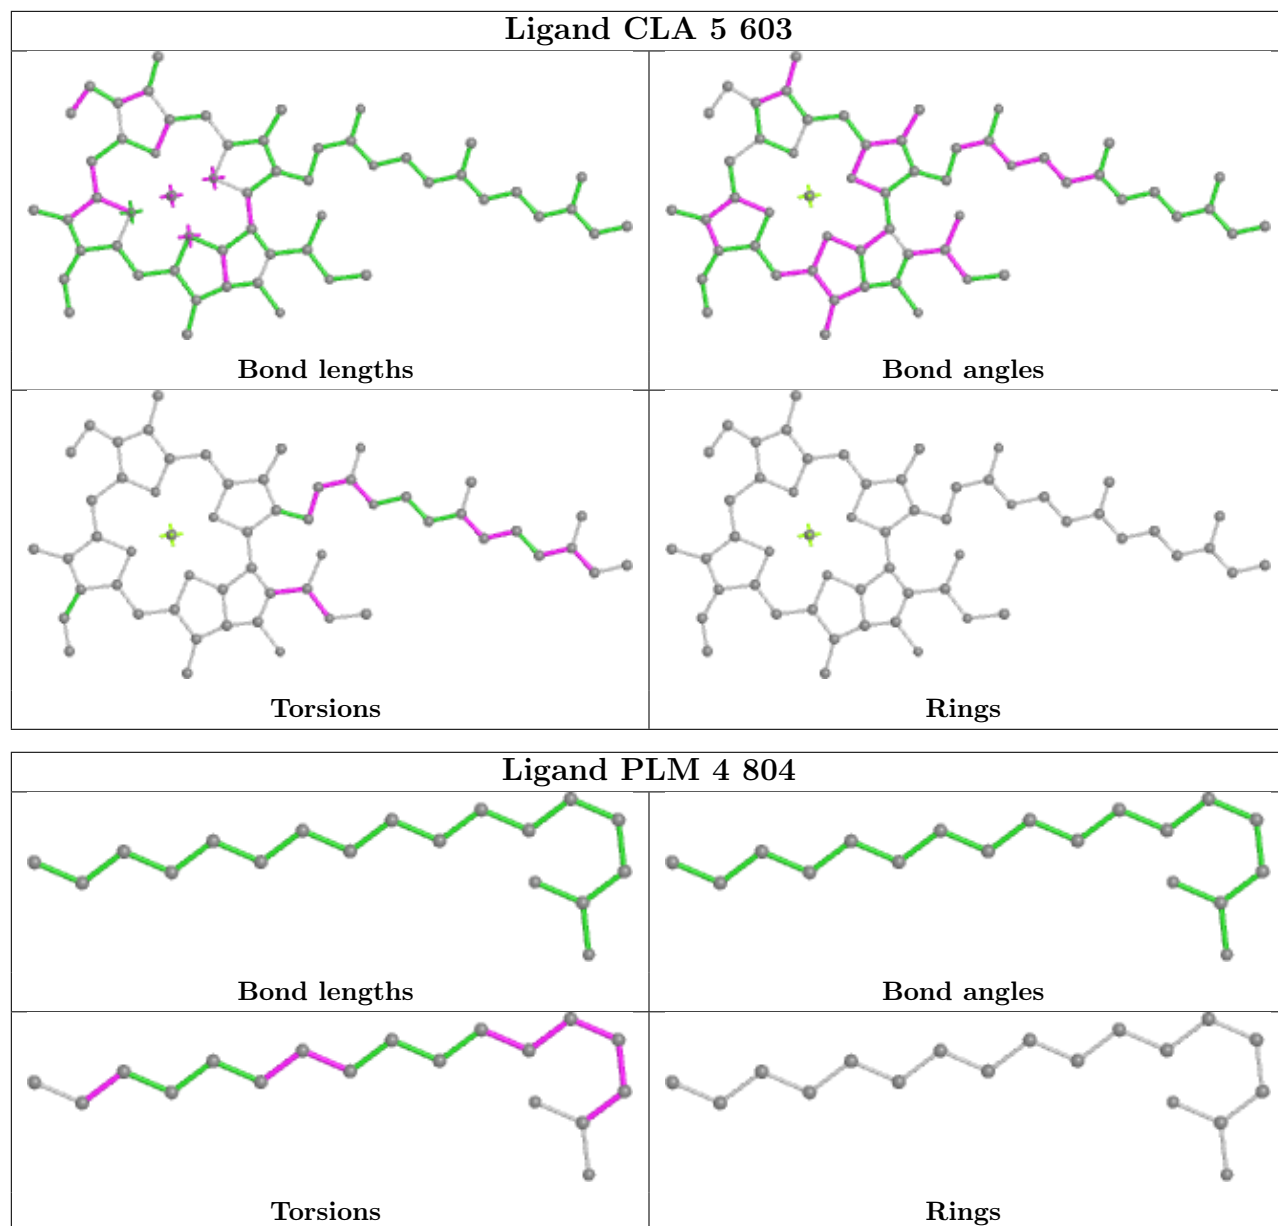 Ligand CLA 5 603
Bond lengths
Bond angles
Torsions
Rings
Ligand PLM 4 804
Bond lengths
Bond angles
Torsions
Rings